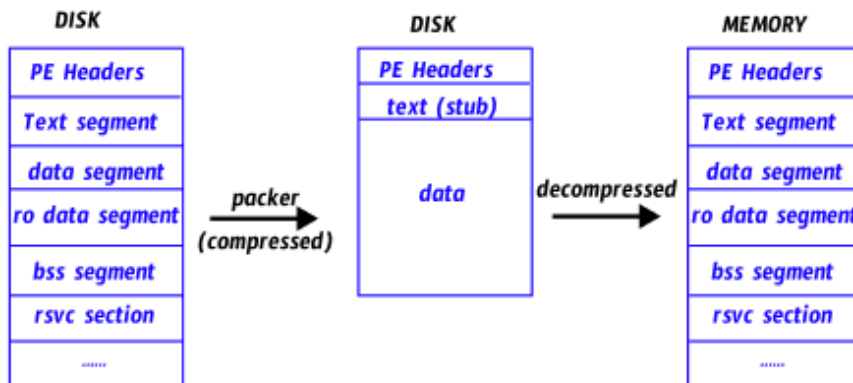 DISK
PE Headers
Text segment
data segment
ro data segment
bss segment
rsvc section
......
packer
(compressed)
DISK
PE Headers
text (stub)
data
decompressed
MEMORY
PE Headers
Text segment
data segment
ro data segment
bss segment
rsvc section
......